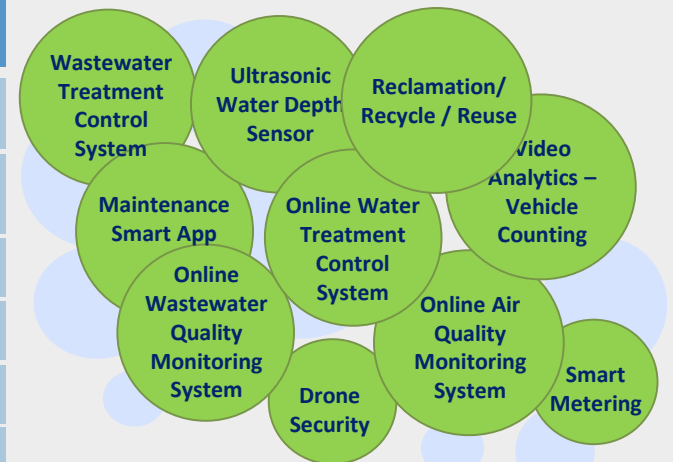 Wastewater
Treatment
Control
System
Ultrasonic
Water Depth
Sensor
Reclamation/
Recycle / Reuse
Video
Analytics –
Vehicle
Counting
Maintenance
Smart App
Online Water
Treatment
Control
System
Online
Wastewater
Quality
Monitoring
System
Online Air
Quality
Monitoring
System
Drone
Security
Smart
Metering